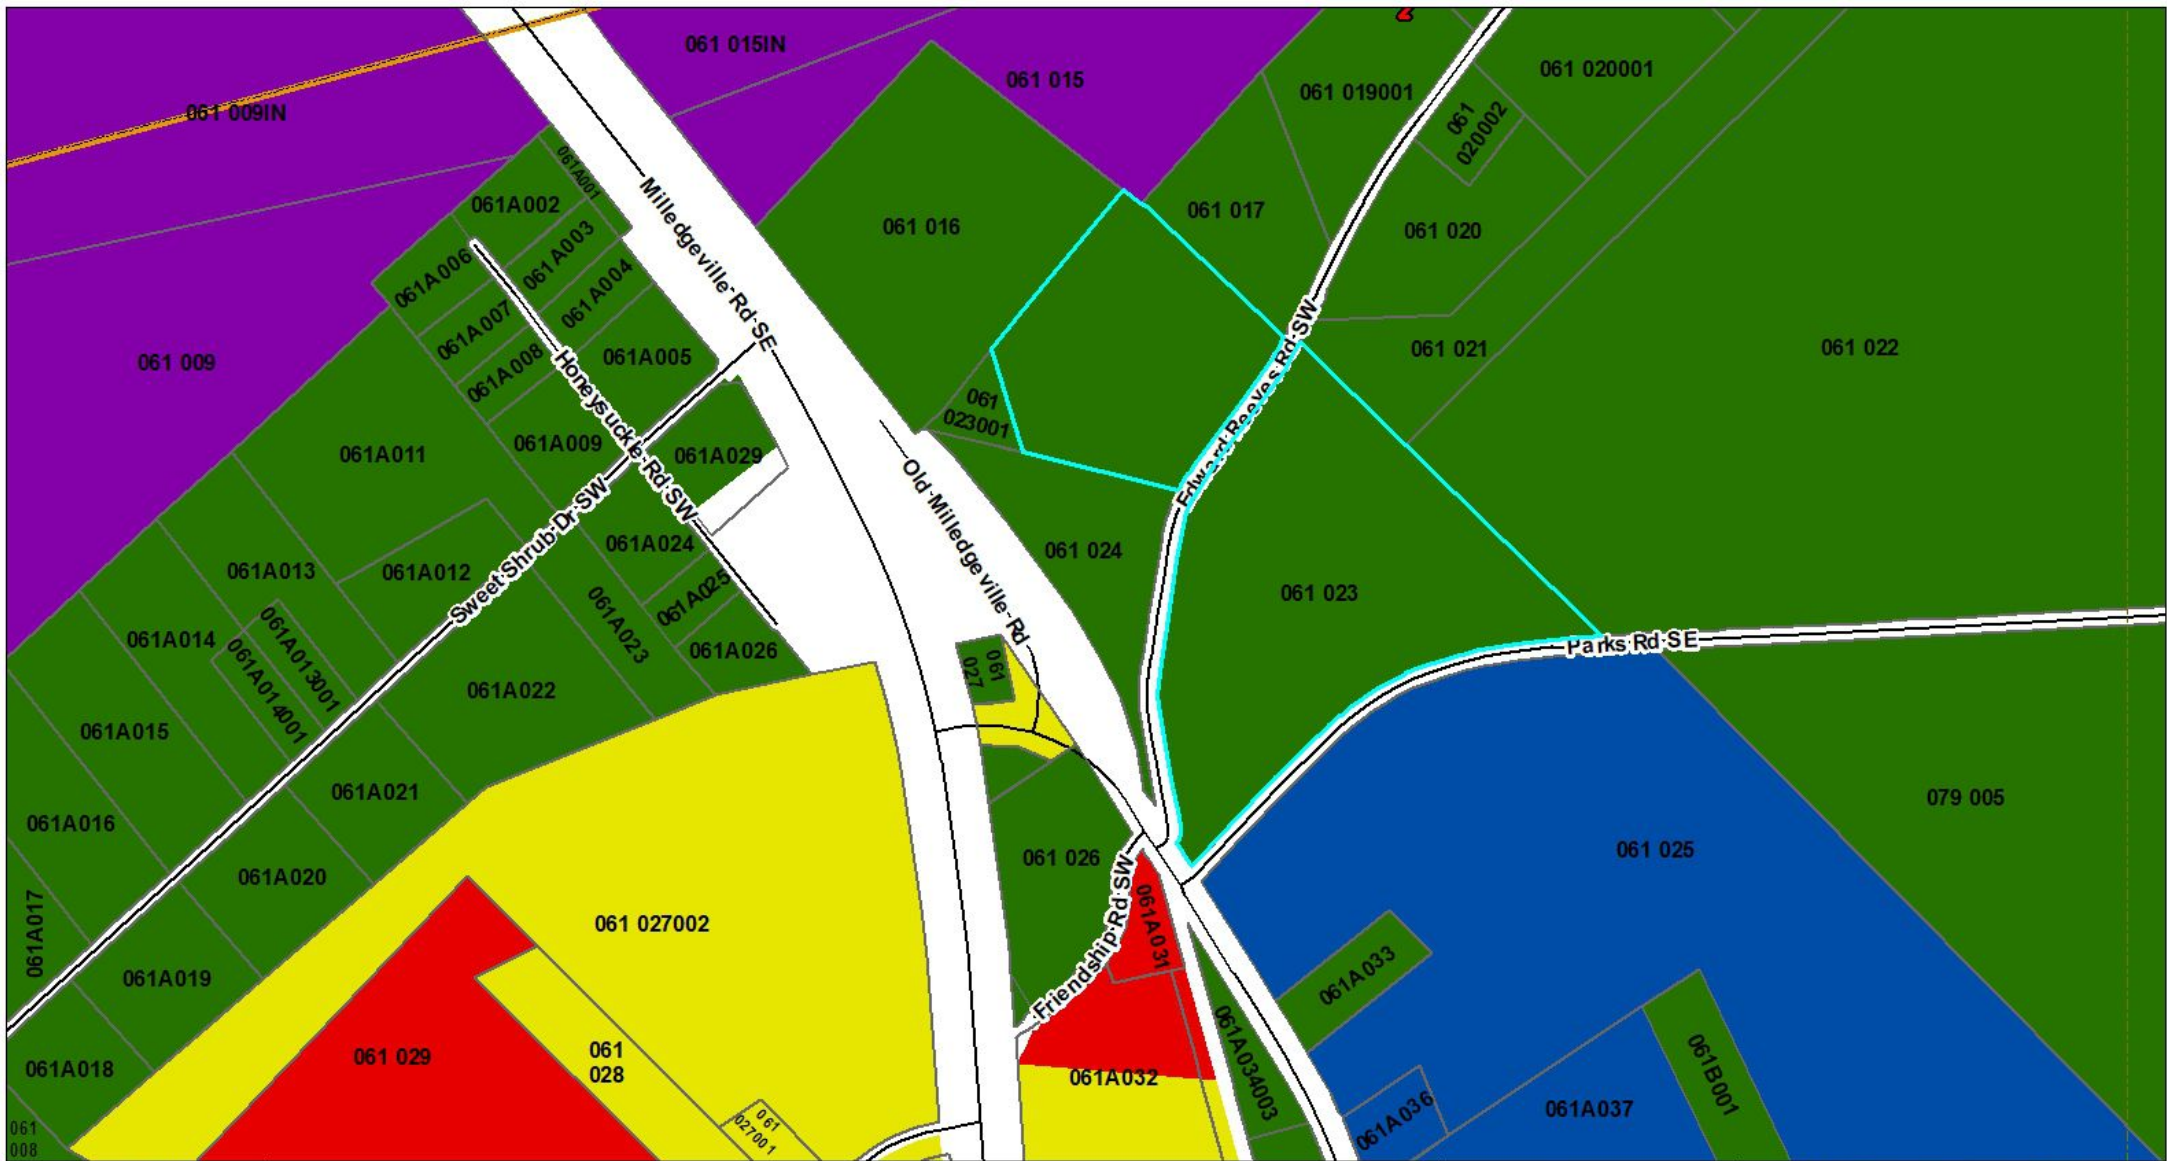 061 015IN
061 015
061 019001
061 020001
061
020002
061 009IN
061A001
061A002
061A003
061A004
061A006
061A007
061A008
061A005
061 016
061 017
061 020
061 009
Milledgeville Rd SE
Honeysuckle Rd SW
061
023001
061 021
061 022
Edward Reeves Rd SW
061A011
061A009
061A029
Old Milledgeville Rd
061A013
061A012
Sweet Shrub Dr SW
061A024
061A025
061A023
061A026
061 024
061 023
061A014
061A013001
061A014001
061A022
061
027
Parks Rd SE
061A015
061A021
061A016
061A020
061A017
061A019
061A018
061
008
061 027002
061 026
Friendship Rd SW
061A031
061 025
079 005
061 029
061
028
061
027001
061A032
061A034003
061A033
061A036
061A037
061B001